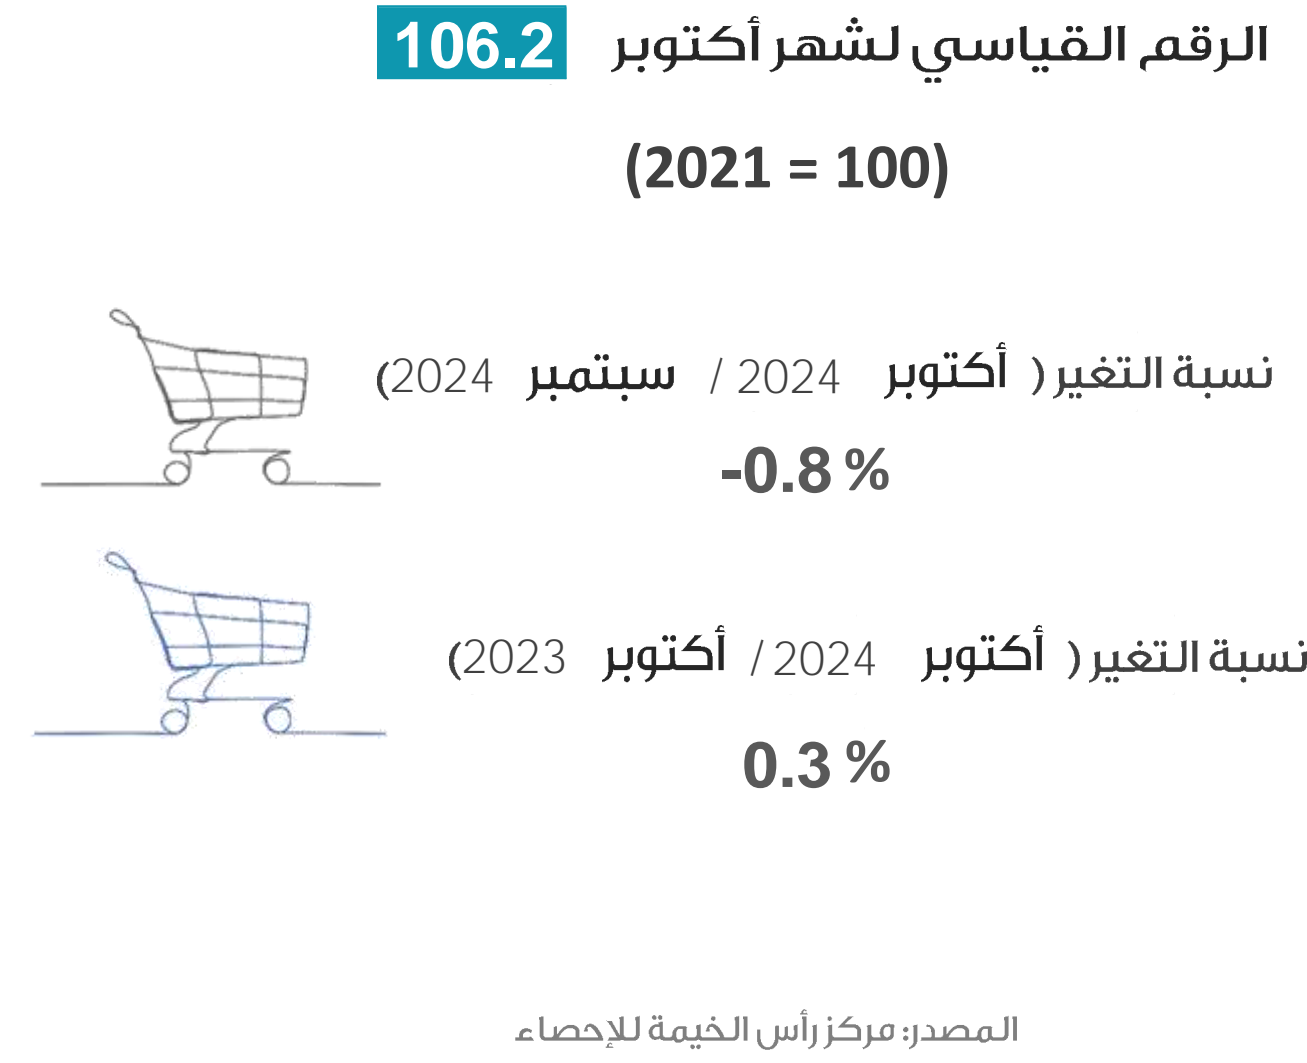 الرقم القياسي لشهر أكتوبر 106.2
(2021 = 100)
نسبة التغير ( أكتوبر 2024 / سبتمبر 2024)
-0.8 %
نسبة التغير ( أكتوبر 2024 / أكتوبر 2023)
0.3 %
المصدر: مركز رأس الخيمة للإحصاء